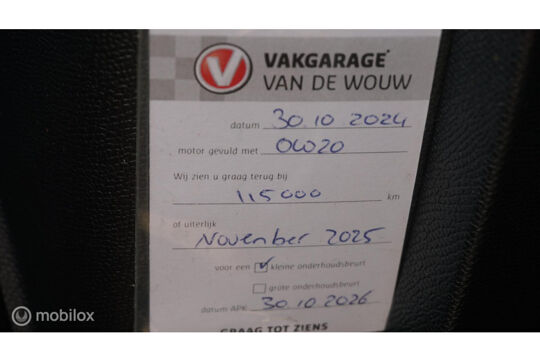 VAKGARAGE
VAN DE WOUW
datum 30.10 2024
motor gevuld met 0W20
Wij zien u graag terug bij
115000 km
of uiterlijk
November 2025
voor een kleine onderhoudsbeurt
grote onderhoudsbeurt
datum APK 30.10.2026
GRAAG TOT ZIENS
mobilox